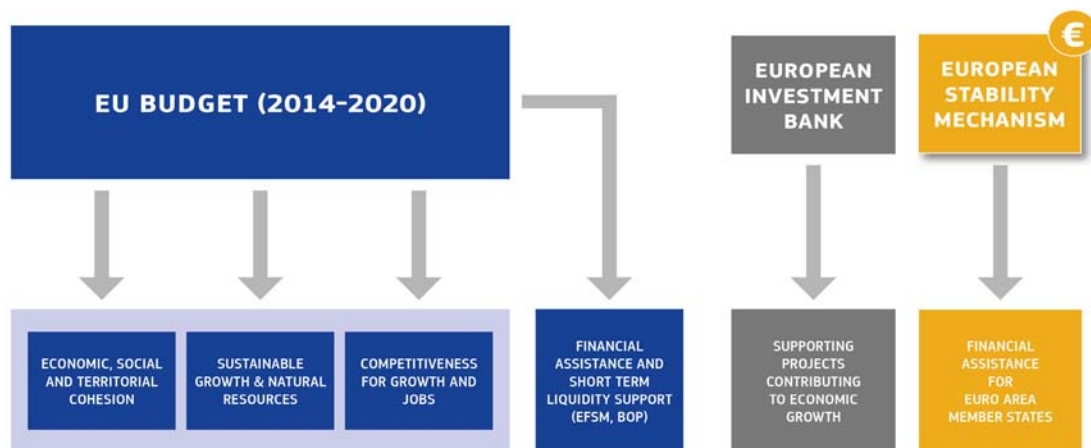 EU BUDGET (2014-2020)
EUROPEAN
INVESTMENT
BANK
€
EUROPEAN
STABILITY
MECHANISM
ECONOMIC, SOCIAL
AND TERRITORIAL
COHESION
SUSTAINABLE
GROWTH & NATURAL
RESOURCES
COMPETITIVENESS
FOR GROWTH AND
JOBS
FINANCIAL
ASSISTANCE AND
SHORT TERM
LIQUIDITY SUPPORT
(EFSM, BOP)
SUPPORTING
PROJECTS
CONTRIBUTING
TO ECONOMIC
GROWTH
FINANCIAL
ASSISTANCE
FOR
EURO AREA
MEMBER STATES